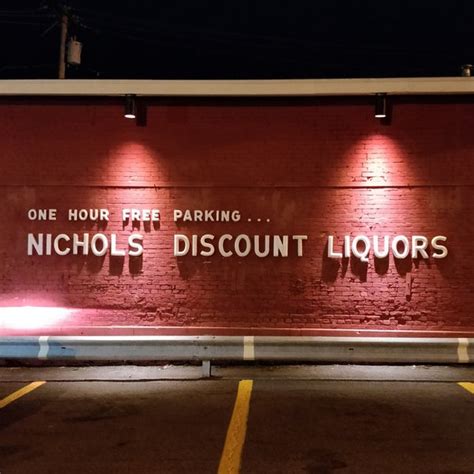 ONE HOUR FREE PARKING...
NICHOLS DISCOUNT LIQUORS